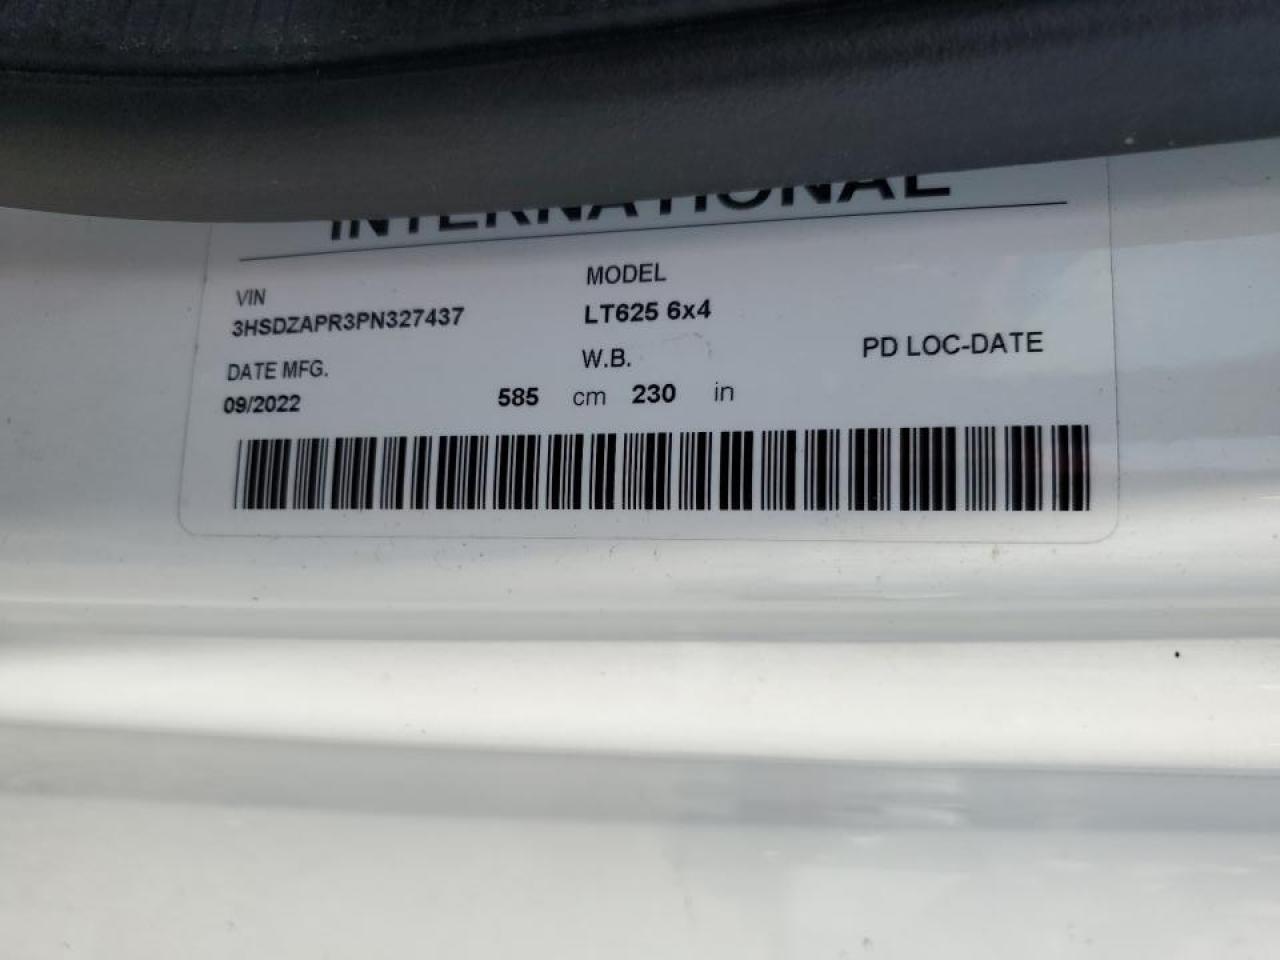 INTERNATIONAL
VIN
3HSDZAPR3PN327437
MODEL
LT625 6x4
DATE MFG.
09/2022
W.B.
585 cm 230 in
PD LOC-DATE